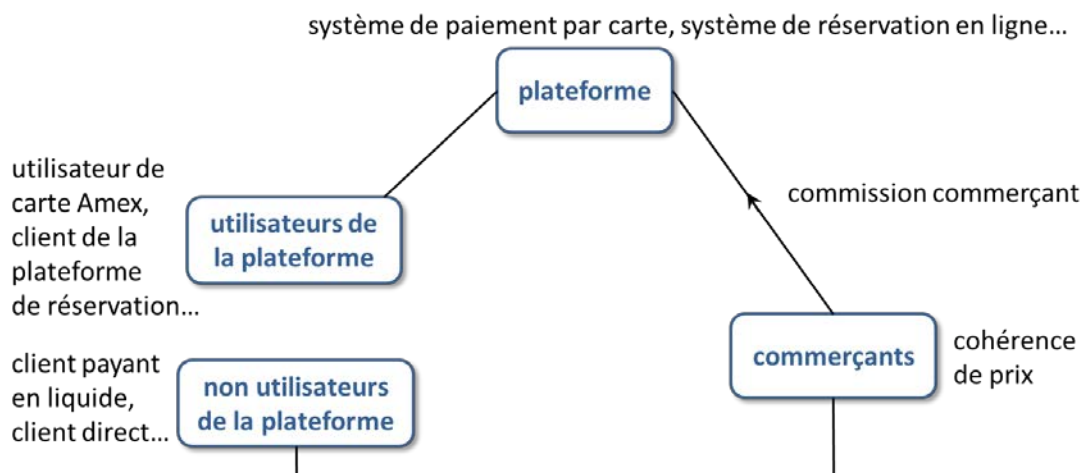 système de paiement par carte, système de réservation en ligne…
plateforme
utilisateur de
carte Amex,
client de la
plateforme
de réservation…
utilisateurs de
la plateforme
commission commerçant
client payant
en liquide,
client direct…
non utilisateurs
de la plateforme
commerçants
cohérence
de prix